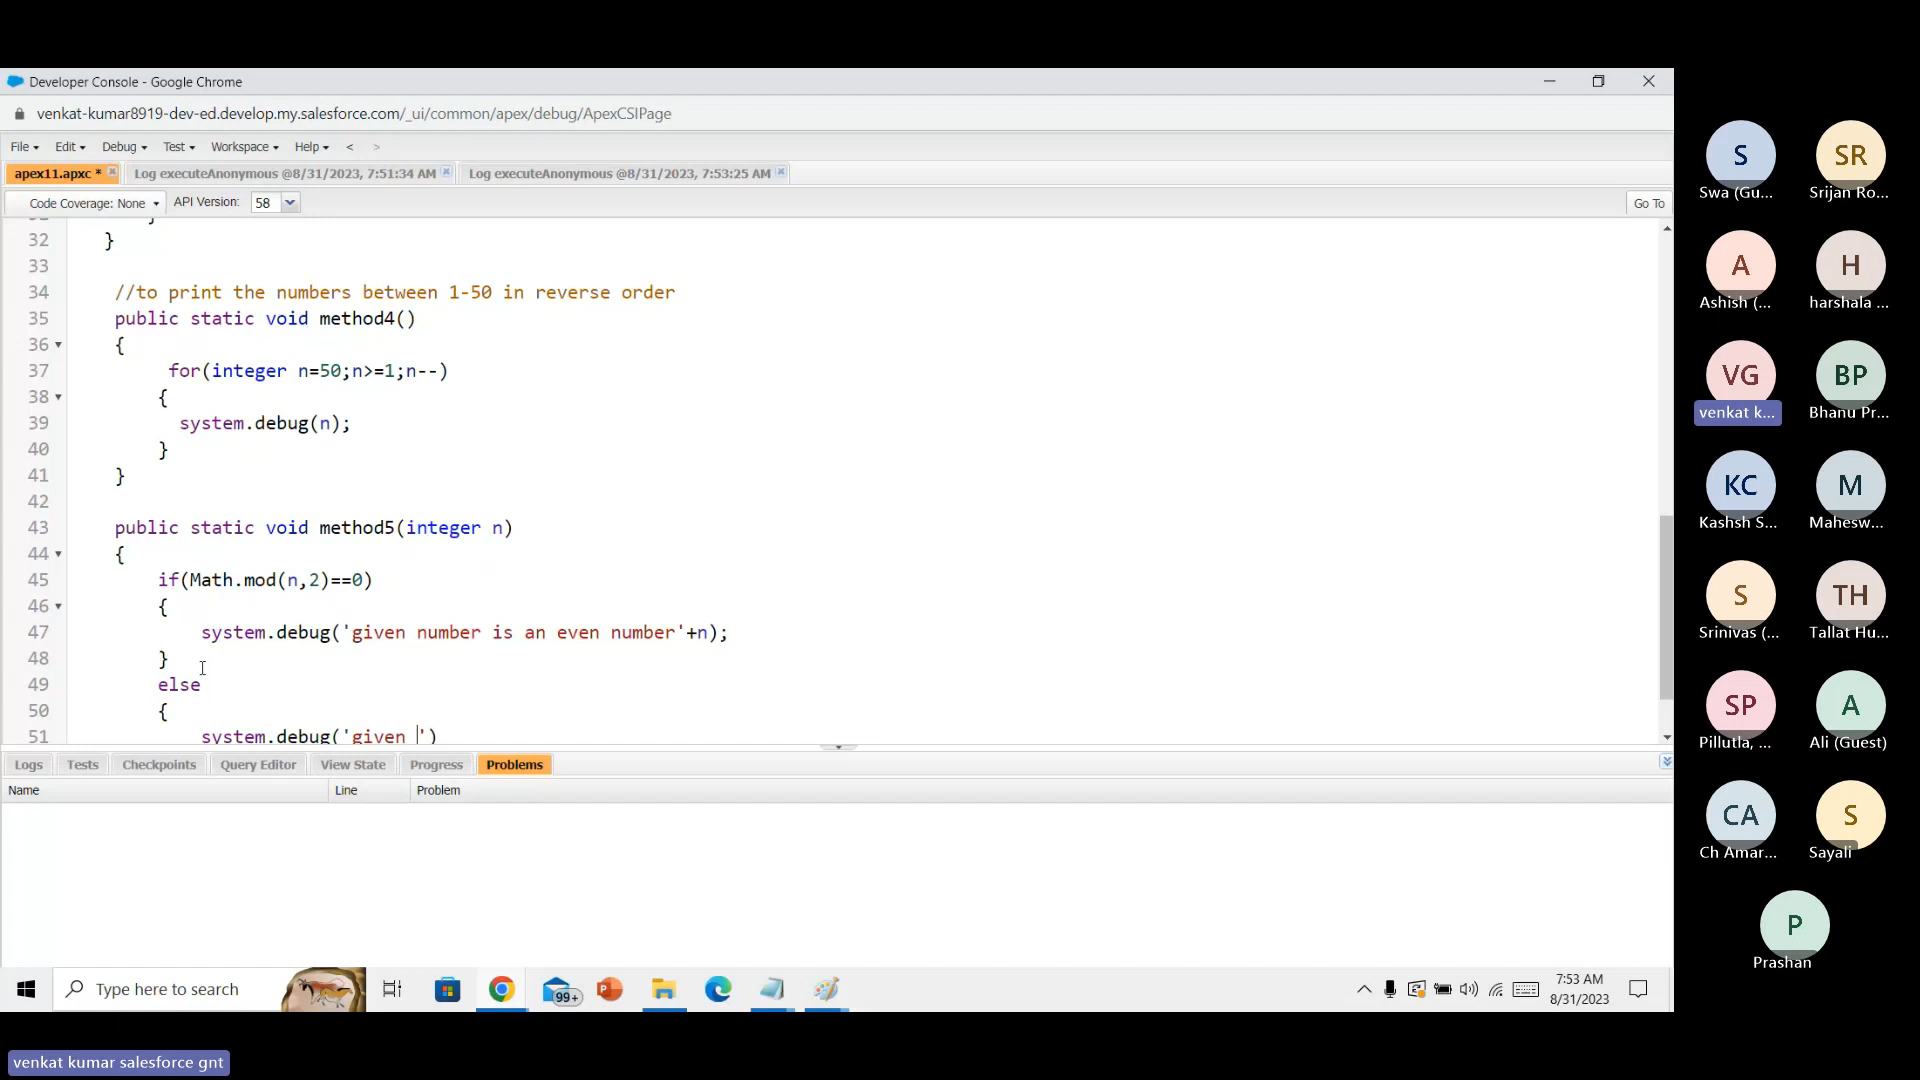 Developer Console - Google Chrome
venkat-kumar8919-dev-ed.develop.my.salesforce.com/_ui/common/apex/debug/ApexCSIPage
File Edit Debug Test Workspace Help < >
apex11.apxc * Log executeAnonymous @8/31/2023, 7:51:34 AM Log executeAnonymous @8/31/2023, 7:53:25 AM
Code Coverage: None API Version: 58 Go To
32 }
33
34 //to print the numbers between 1-50 in reverse order
35 public static void method4()
36 {
37 for(integer n=50;n>=1;n--)
38 {
39 system.debug(n);
40 }
41 }
42
43 public static void method5(integer n)
44 {
45 if(Math.mod(n,2)==0)
46 {
47 system.debug('given number is an even number'+n);
48 }
49 else
50 {
51 system.debug('given ')
Logs Tests Checkpoints Query Editor View State Progress Problems
Name Line Problem
Type here to search
99+
7:53 AM
8/31/2023
S SR
Swa (Gu... Srijan Ro...
A H
Ashish (... harshala ...
VG BP
venkat k... Bhanu Pr...
KC M
Kashsh S... Mahesw...
S TH
Srinivas (... Tallat Hu...
SP A
Pillutla, ... Ali (Guest)
CA S
Ch Amar... Sayali
P
Prashan
venkat kumar salesforce gnt